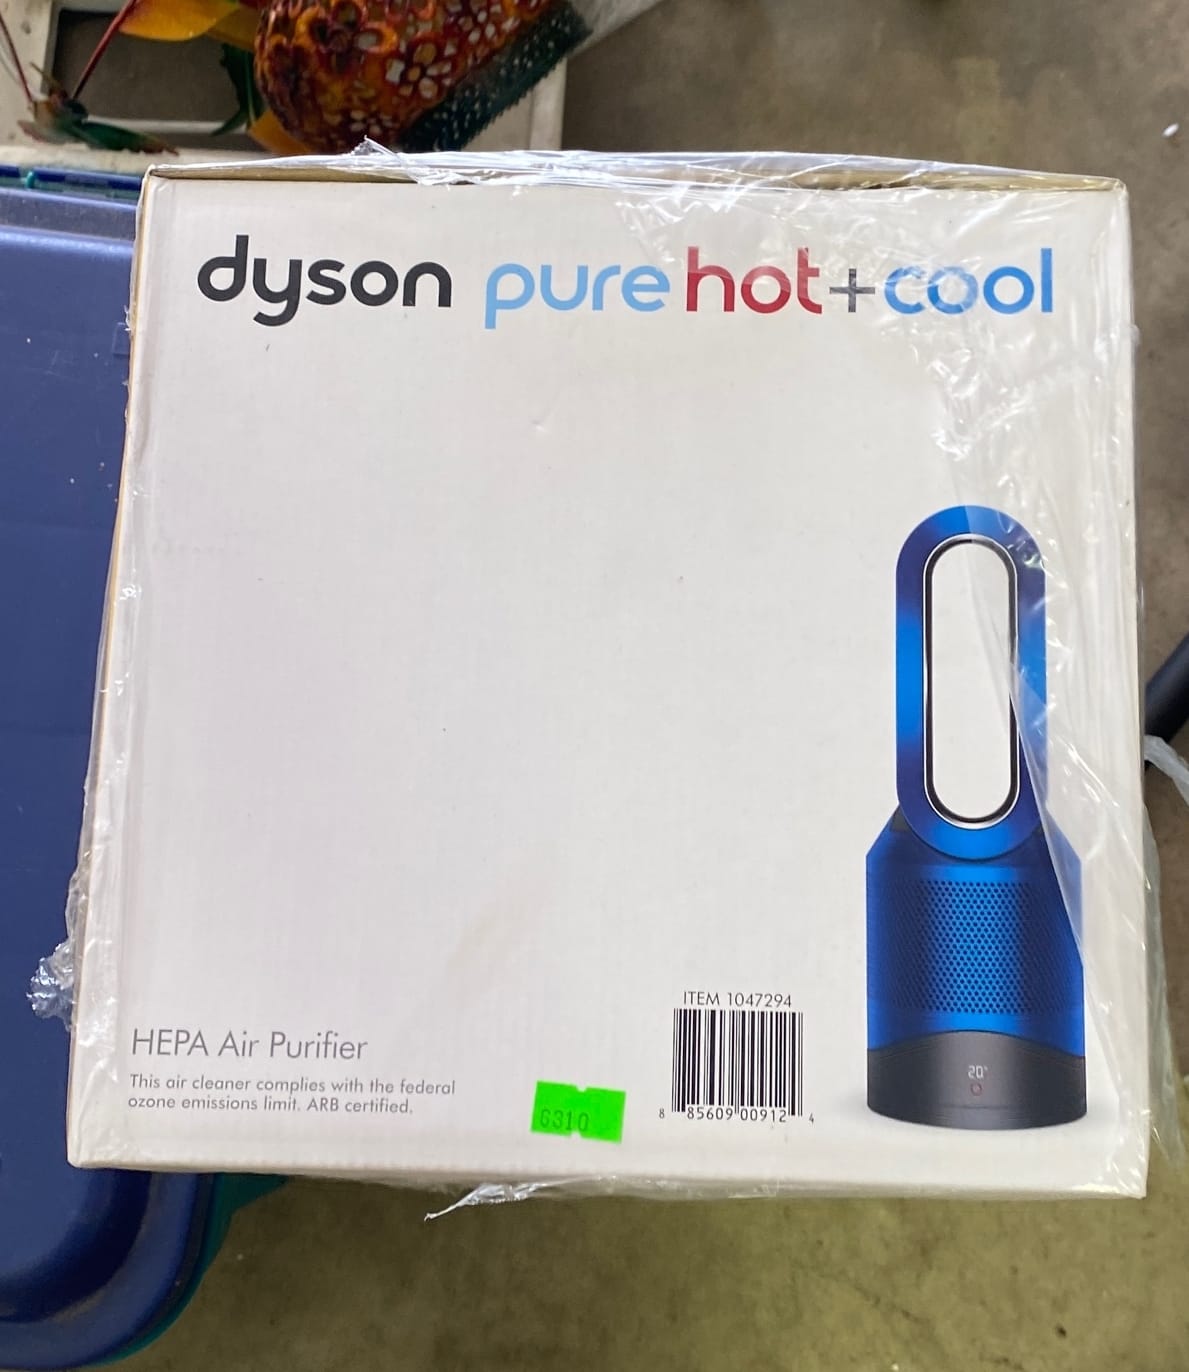 dyson pure hot+cool
ITEM 1047294
HEPA Air Purifier
This air cleaner complies with the federal
ozone emissions limit. ARB certified.
G310
8 85609 00912 4
20°